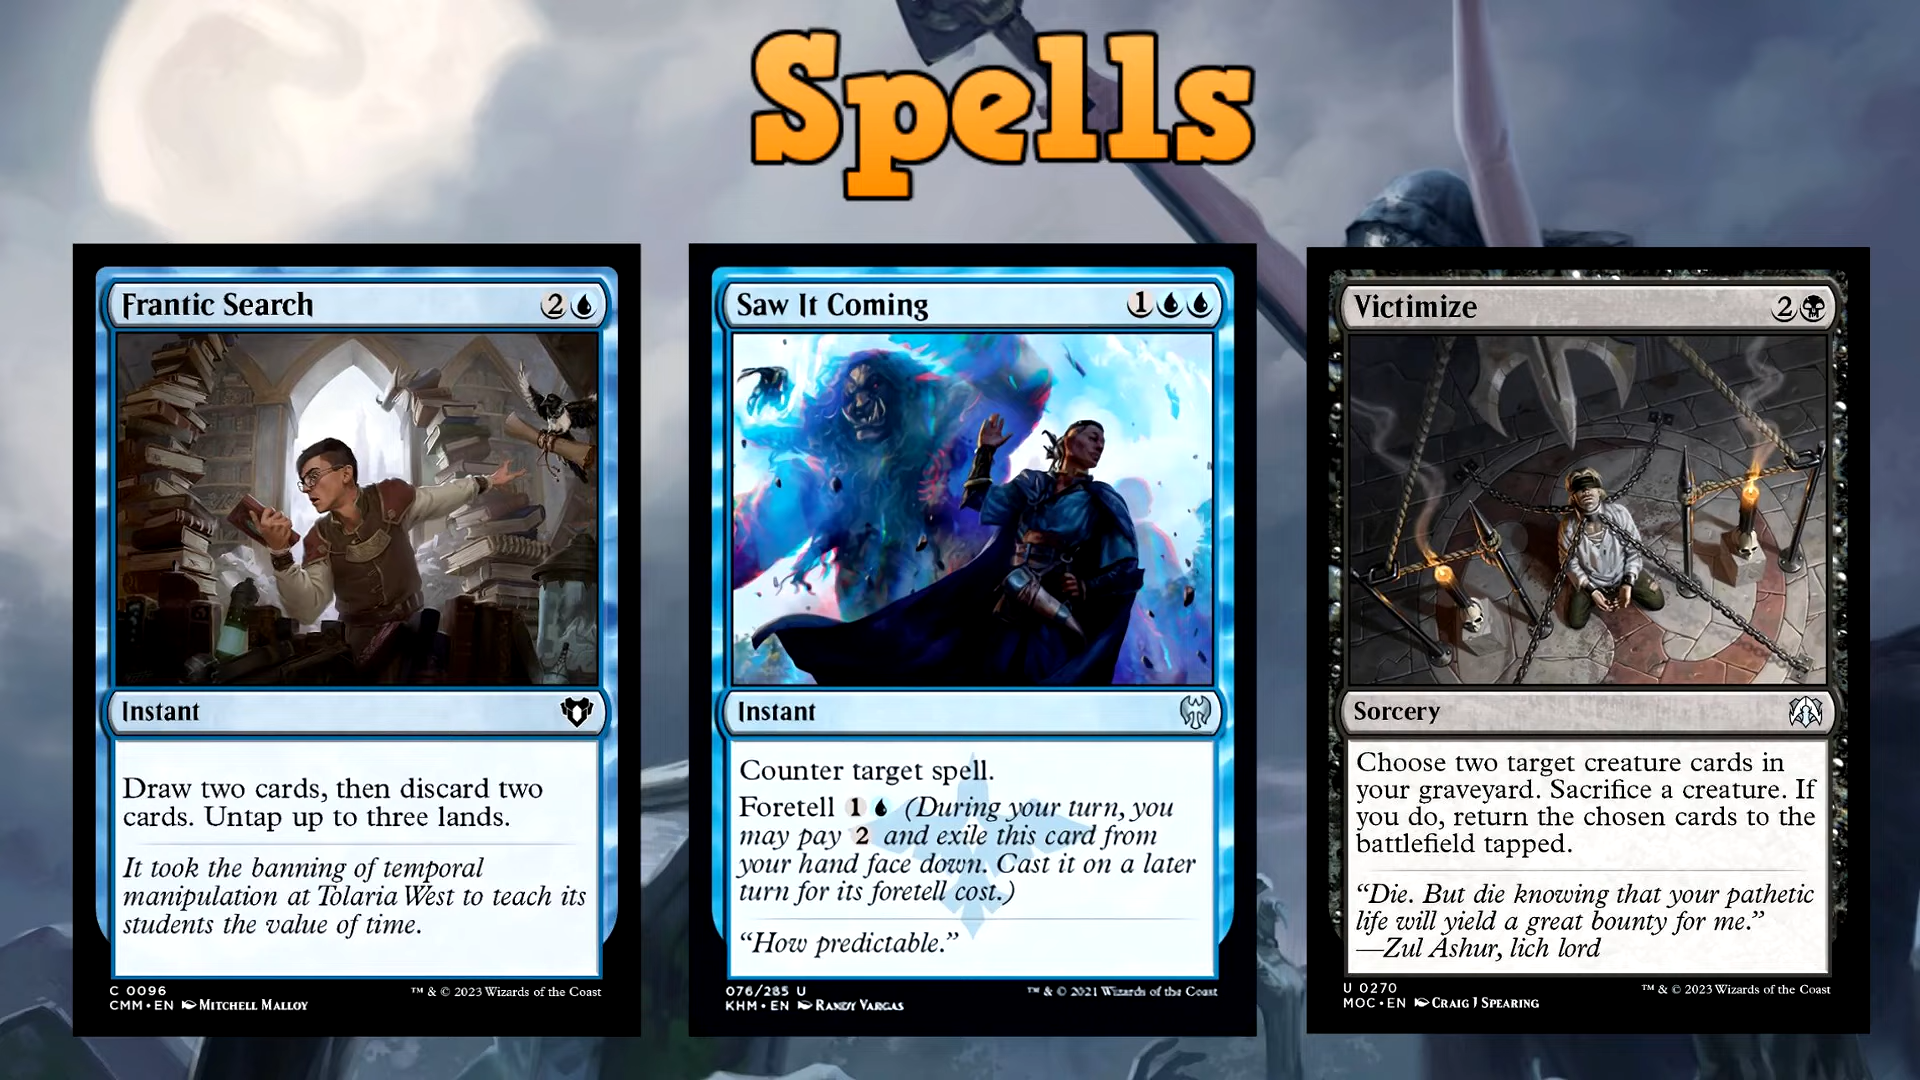 Spells
Frantic Search 2
Instant
Draw two cards, then discard two
cards. Untap up to three lands.
It took the banning of temporal
manipulation at Tolaria West to teach its
students the value of time.
C 0096
CMM • EN Mitchell Malloy
™ & © 2023 Wizards of the Coast
Saw It Coming 1
Instant
Counter target spell.
Foretell 1 (During your turn, you
may pay 2 and exile this card from
your hand face down. Cast it on a later
turn for its foretell cost.)
“How predictable.”
076/285 U
KHM • EN Randy Vargas
™ & © 2021 Wizards of the Coast
Victimize 2
Sorcery
Choose two target creature cards in
your graveyard. Sacrifice a creature. If
you do, return the chosen cards to the
battlefield tapped.
“Die. But die knowing that your pathetic
life will yield a great bounty for me.”
—Zul Ashur, lich lord
U 0270
MOC • EN Craig J Spearing
™ & © 2023 Wizards of the Coast